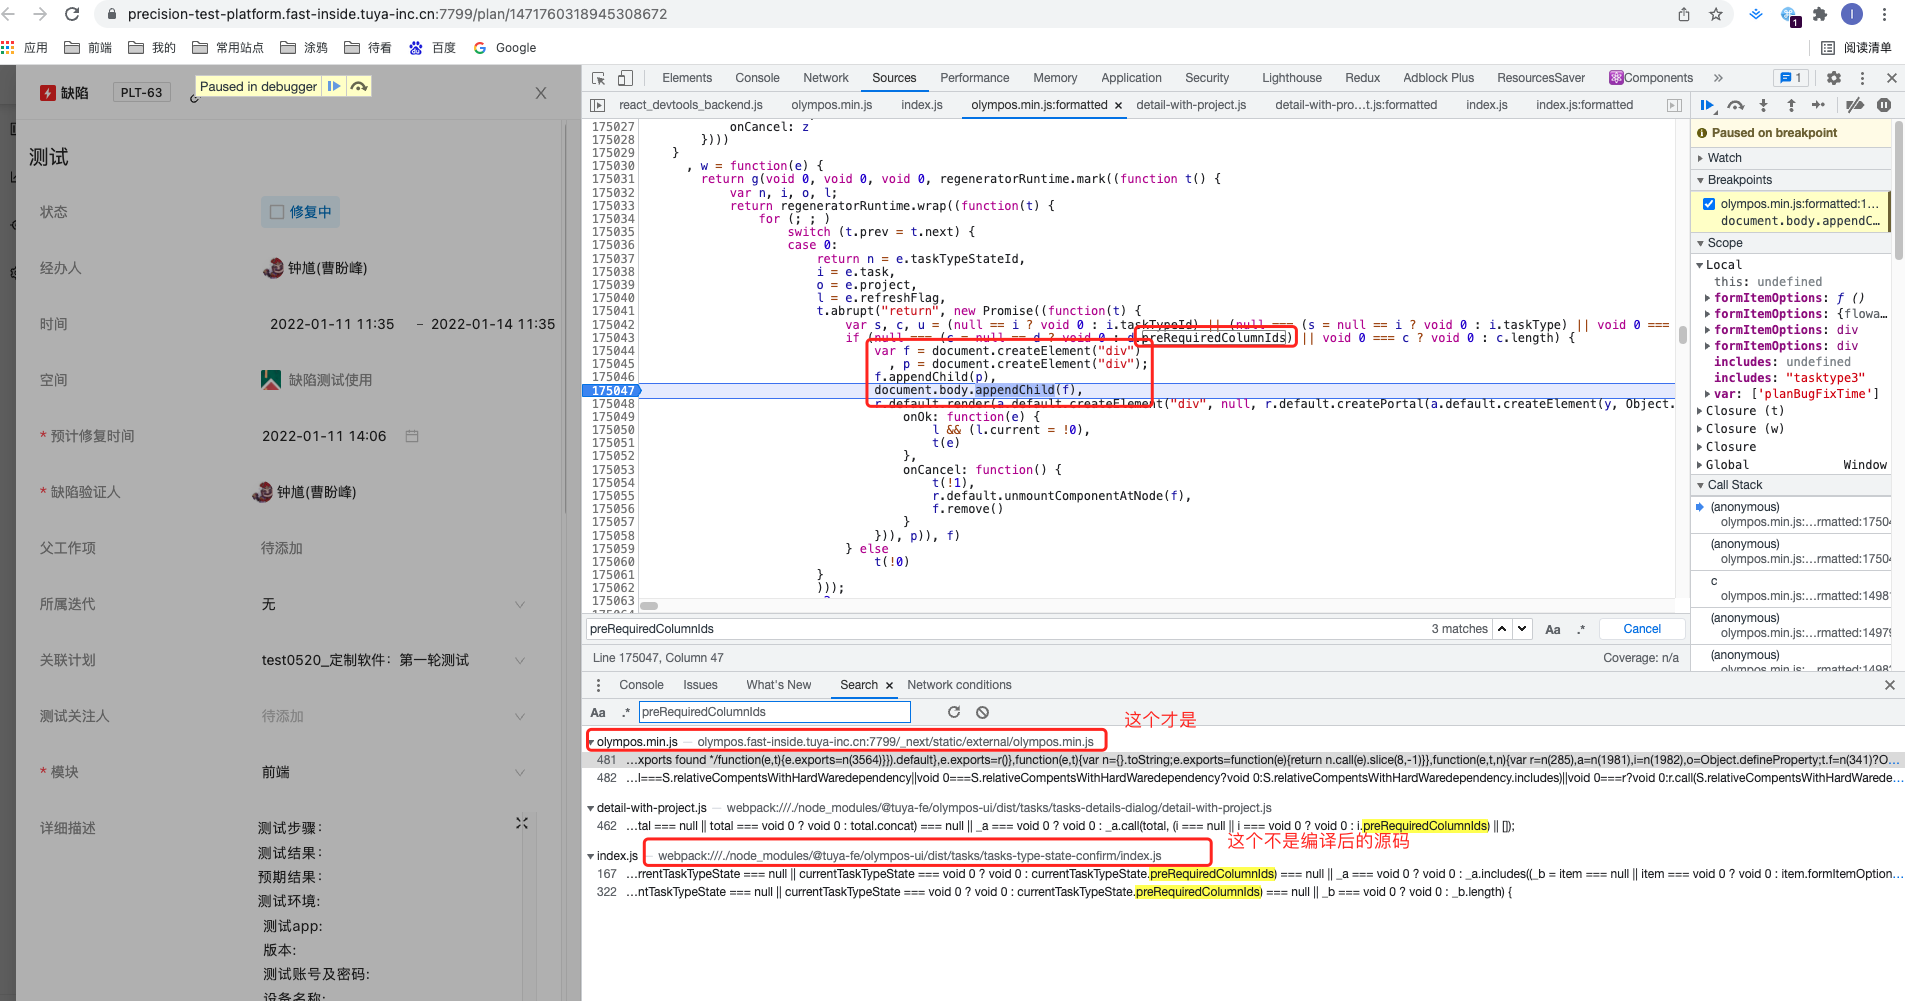 precision-test-platform.fast-inside.tuya-inc.cn:7799/plan/1471760318945308672
应用 前端 我的 常用站点 涂鸦 待看 百度 Google 阅读清单
缺陷 PLT-63 Paused in debugger
测试
状态 修复中
经办人 钟馗(曹盼峰)
时间 2022-01-11 11:35 – 2022-01-14 11:35
空间 缺陷测试使用
* 预计修复时间 2022-01-11 14:06
* 缺陷验证人 钟馗(曹盼峰)
父工作项 待添加
所属迭代 无
关联计划 test0520_定制软件：第一轮测试
测试关注人 待添加
* 模块 前端
详细描述 测试步骤：
测试结果：
预期结果：
测试环境:
测试app:
版本:
测试账号及密码:
设备名称:
Elements Console Network Sources Performance Memory Application Security Lighthouse Redux Adblock Plus ResourcesSaver Components » 1
react_devtools_backend.js olympos.min.js index.js olympos.min.js:formatted × detail-with-project.js detail-with-pro…t.js:formatted index.js index.js:formatted
175027 onCancel: z
175028 }))))
175029 }
175030 , w = function(e) {
175031 return g(void 0, void 0, void 0, regeneratorRuntime.mark((function t() {
175032 var n, i, o, l;
175033 return regeneratorRuntime.wrap((function(t) {
175034 for (; ; )
175035 switch (t.prev = t.next) {
175036 case 0:
175037 return n = e.taskTypeStateId,
175038 i = e.task,
175039 o = e.project,
175040 l = e.refreshFlag,
175041 t.abrupt("return", new Promise((function(t) {
175042 var s, c, u = (null == i ? void 0 : i.taskTypeId) || (null === (s = null == i ? void 0 : i.taskType) || void 0 ===
175043 if (null === (c = null == d ? void 0 : d.preRequiredColumnIds) || void 0 === c ? void 0 : c.length) {
175044 var f = document.createElement("div")
175045 , p = document.createElement("div");
175046 f.appendChild(p),
175047 document.body.appendChild(f),
175048 r.default.render(a.default.createElement("div", null, r.default.createPortal(a.default.createElement(y, Object.
175049 onOk: function(e) {
175050 l && (l.current = !0),
175051 t(e)
175052 },
175053 onCancel: function() {
175054 t(!1),
175055 r.default.unmountComponentAtNode(f),
175056 f.remove()
175057 }
175058 })), p)), f)
175059 } else
175060 t(!0)
175061 }
175062 )));
175063
preRequiredColumnIds 3 matches Aa .* Cancel
Line 175047, Column 47 Coverage: n/a
Paused on breakpoint
Watch
Breakpoints
olympos.min.js:formatted:1…
document.body.appendC…
Scope
Local
this: undefined
formItemOptions: ƒ ()
formItemOptions: {flowa…
formItemOptions: div
formItemOptions: div
includes: undefined
includes: "tasktype3"
var: ['planBugFixTime']
Closure (t)
Closure (w)
Closure
Global Window
Call Stack
(anonymous)
olympos.min.js:…rmatted:1750
(anonymous)
olympos.min.js:…rmatted:1750
c
olympos.min.js:…rmatted:1498
(anonymous)
olympos.min.js:…rmatted:1497
(anonymous)
olympos.min.js:…rmatted:1498
Console Issues What's New Search × Network conditions
Aa .* preRequiredColumnIds
这个才是
olympos.min.js — olympos.fast-inside.tuya-inc.cn:7799/_next/static/external/olympos.min.js
481 …xports found */function(e,t){e.exports=n(3564)}}).default},e.exports=r()},function(e,t){var n={}.toString;e.exports=function(e){return n.call(e).slice(8,-1)}},function(e,t,n){var r=n(285),a=n(1981),i=n(1982),o=Object.defineProperty;t.f=n(341)?O…
482 …l===S.relativeCompentsWithHardWaredependency||void 0===S.relativeCompentsWithHardWaredependency?void 0:S.relativeCompentsWithHardWaredependency.includes)||void 0===r?void 0:r.call(S.relativeCompentsWithHardWarede…
detail-with-project.js — webpack:///./node_modules/@tuya-fe/olympos-ui/dist/tasks/tasks-details-dialog/detail-with-project.js
462 …tal === null || total === void 0 ? void 0 : total.concat) === null || _a === void 0 ? void 0 : _a.call(total, (i === null || i === void 0 ? void 0 : i.preRequiredColumnIds) || []);
这个不是编译后的源码
index.js — webpack:///./node_modules/@tuya-fe/olympos-ui/dist/tasks/tasks-type-state-confirm/index.js
167 …rrentTaskTypeState === null || currentTaskTypeState === void 0 ? void 0 : currentTaskTypeState.preRequiredColumnIds) === null || _a === void 0 ? void 0 : _a.includes((_b = item === null || item === void 0 ? void 0 : item.formItemOption…
322 …ntTaskTypeState === null || currentTaskTypeState === void 0 ? void 0 : currentTaskTypeState.preRequiredColumnIds) === null || _b === void 0 ? void 0 : _b.length) {